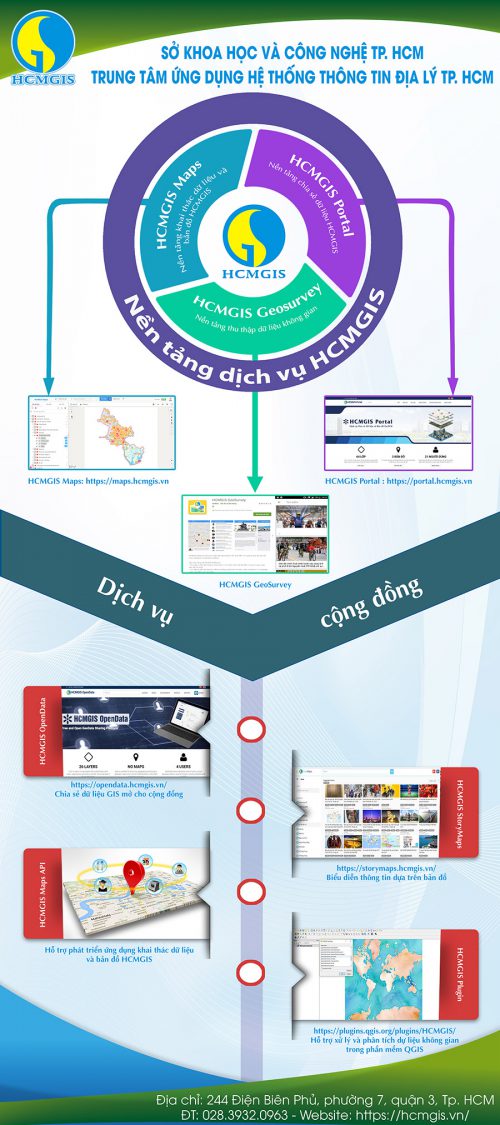 HCMGIS
SỞ KHOA HỌC VÀ CÔNG NGHỆ TP. HCM
TRUNG TÂM ỨNG DỤNG HỆ THỐNG THÔNG TIN ĐỊA LÝ TP. HCM
HCMGIS Maps
Nền tảng khai thác dữ liệu và
bản đồ HCMGIS
HCMGIS Portal
Nền tảng chia sẻ dữ liệu HCMGIS
HCMGIS
HCMGIS Geosurvey
Nền tảng thu thập dữ liệu không gian
Nền tảng dịch vụ HCMGIS
HCMGIS Portal
HCMGIS Maps: https://maps.hcmgis.vn
HCMGIS Portal : https://portal.hcmgis.vn
HCMGIS GeoSurvey
HCMGIS GeoSurvey
Dịch vụ
cộng đồng
HCMGIS OpenData
HCMGIS OpenData
Free and Open GeoData Sharing Platform
26 LAYERS
NO MAPS
4 USERS
https://opendata.hcmgis.vn/
Chia sẻ dữ liệu GIS mở cho cộng đồng
HCMGIS StoryMaps
https://storymaps.hcmgis.vn/
Biểu diễn thông tin dựa trên bản đồ
HCMGIS Maps API
Hỗ trợ phát triển ứng dụng khai thác dữ liệu
và bản đồ HCMGIS
HCMGIS Plugin
https://plugins.qgis.org/plugins/HCMGIS/
Hỗ trợ xử lý và phân tích dự liệu không gian
trong phần mềm QGIS
Địa chỉ: 244 Điện Biên Phủ, phường 7, quận 3, Tp. HCM
ĐT: 028.3932.0963 - Website: https://hcmgis.vn/